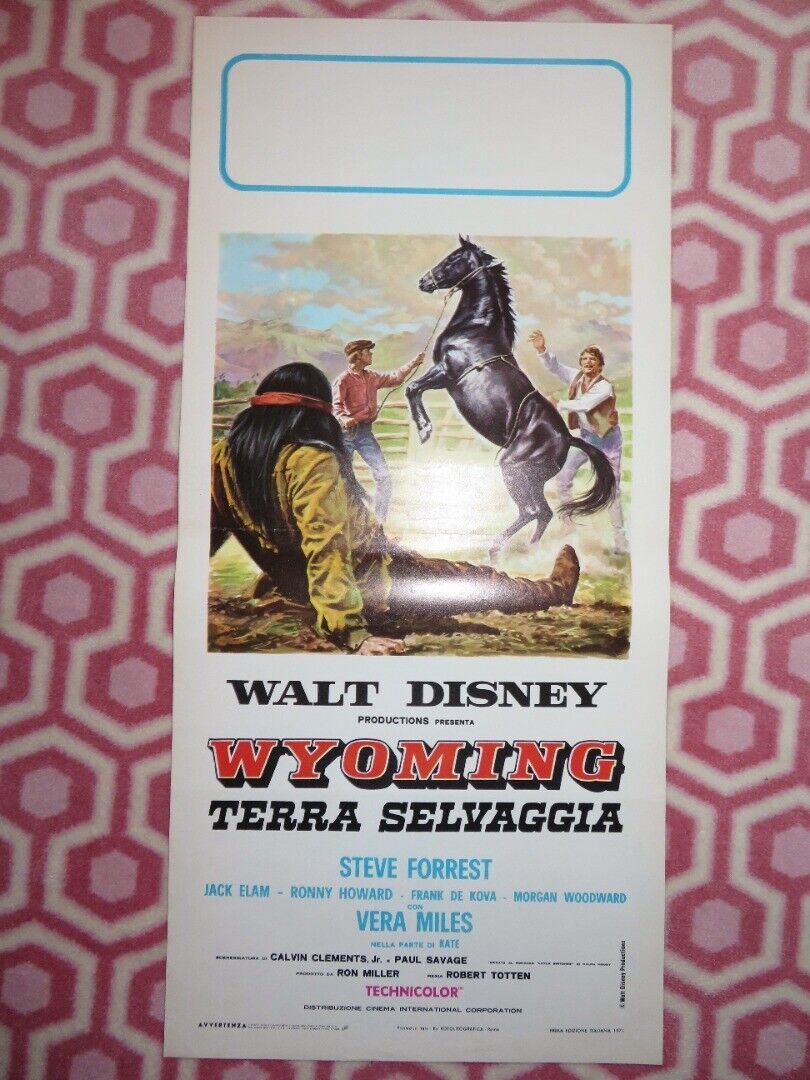 WALT DISNEY
PRODUCTIONS PRESENTA
WYOMING
TERRA SELVAGGIA
STEVE FORREST
JACK ELAM - RONNY HOWARD - FRANK DE KOVA - MORGAN WOODWARD
CON
VERA MILES
NELLA PARTE DI KATE
SCENEGGIATURA DI CALVIN CLEMENTS, Jr. e PAUL SAVAGE
PRODOTTO DA RON MILLER REGIA ROBERT TOTTEN
TECHNICOLOR
© Walt Disney Productions
DISTRIBUZIONE CINEMA INTERNATIONAL CORPORATION
AVVERTENZA
PRIMA EDIZIONE ITALIANA